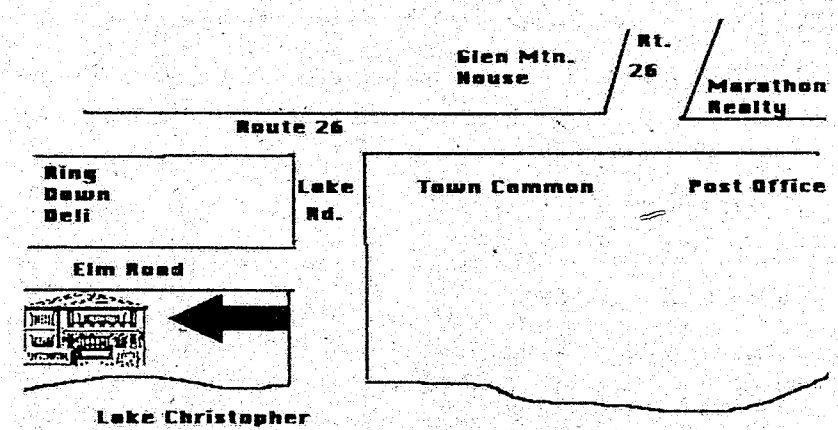 Glen Mtn.
House
Rt.
26
Marathon
Realty
Route 26
Ring
Down
Deli
Lake
Rd.
Town Common
Post Office
Elm Road
Lake Christopher